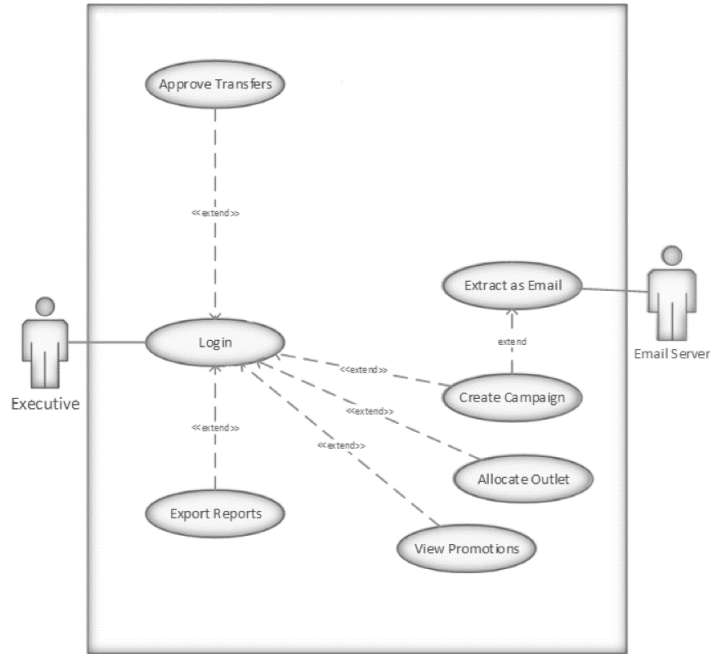 Approve Transfers
<<extend>>
Extract as Email
extend
Email Server
Login
Executive
<<extend>>
Create Campaign
<<extend>>
<<extend>>
<<extend>>
Allocate Outlet
Export Reports
View Promotions